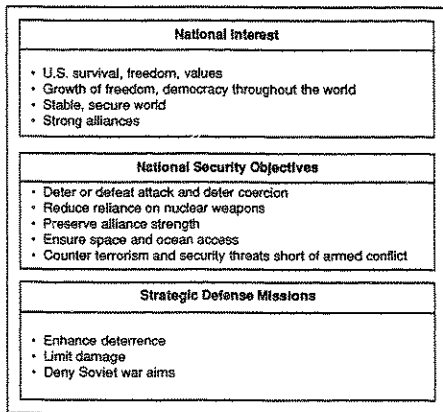 National Interest
• U.S. survival, freedom, values
• Growth of freedom, democracy throughout the world
• Stable, secure world
• Strong alliances
National Security Objectives
• Deter or defeat attack and deter coercion
• Reduce reliance on nuclear weapons
• Preserve alliance strength
• Ensure space and ocean access
• Counter terrorism and security threats short of armed conflict
Strategic Defense Missions
• Enhance deterrence
• Limit damage
• Deny Soviet war aims